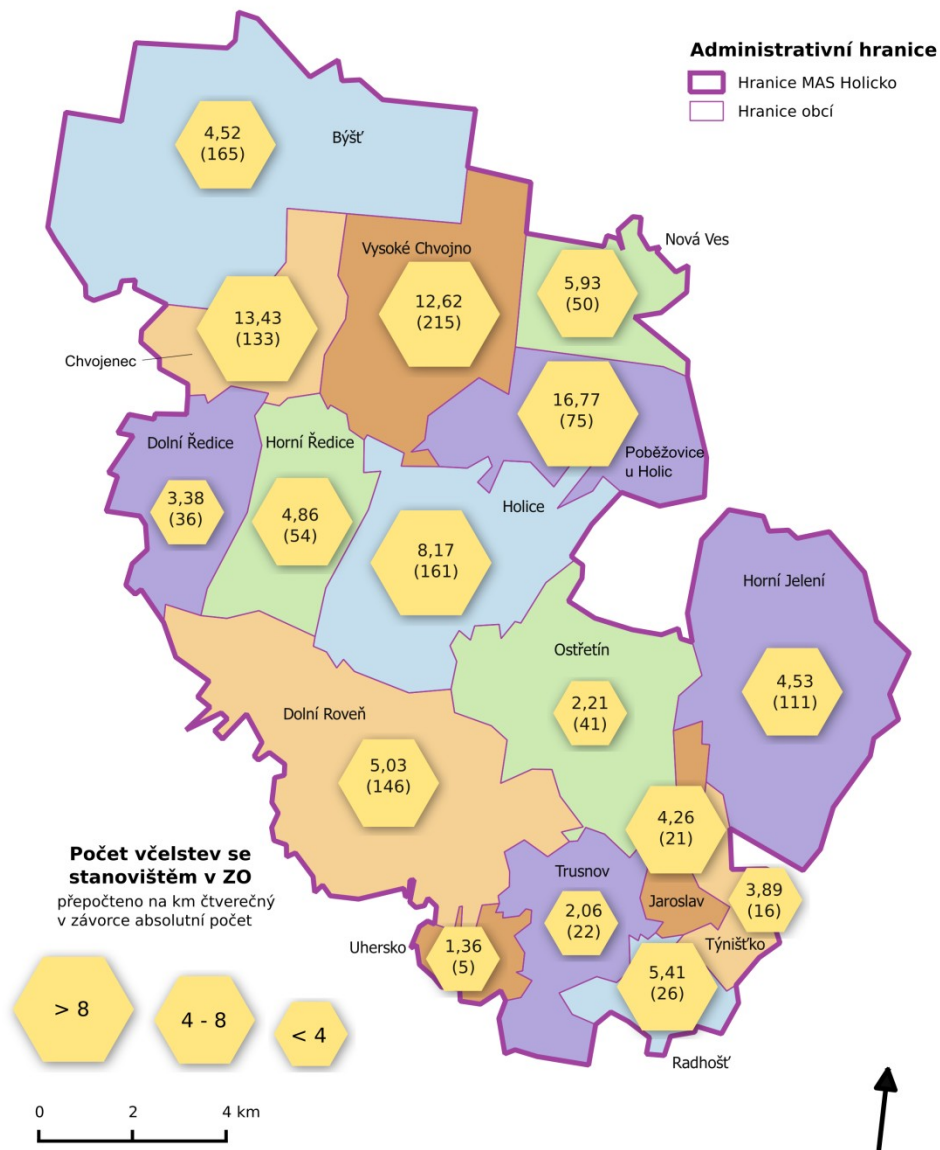 Administrativní hranice
Hranice MAS Holicko
Hranice obcí
Býšť
4,52
(165)
Nová Ves
Vysoké Chvojno
5,93
(50)
12,62
(215)
13,43
(133)
Chvojenec
16,77
(75)
Poběžovice
u Holic
Dolní Ředice
Horní Ředice
Holice
3,38
(36)
4,86
(54)
8,17
(161)
Horní Jelení
Ostřetín
4,53
(111)
2,21
(41)
Dolní Roveň
5,03
(146)
4,26
(21)
Počet včelstev se
stanovištěm v ZO
přepočteno na km čtverečný
v závorce absolutní počet
Trusnov
Jaroslav
3,89
(16)
2,06
(22)
Týnišťko
Uhersko
1,36
(5)
5,41
(26)
Radhošť
> 8
4 - 8
< 4
0 2 4 km